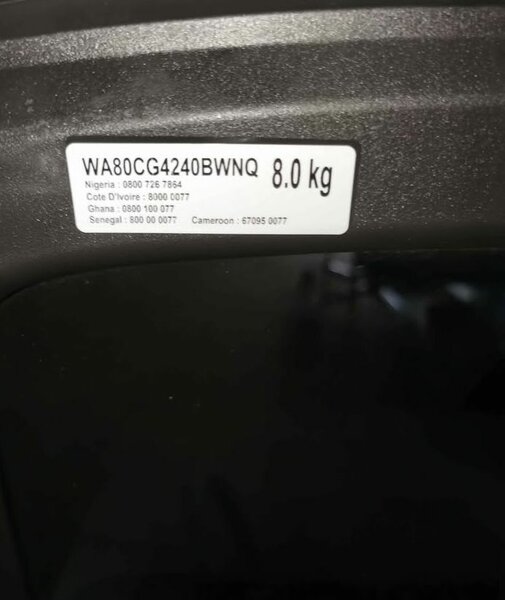 WA80CG4240BWNQ 8.0 kg
Nigeria : 0800 726 7864
Cote D'Ivoire : 8000 0077
Ghana : 0800 100 077
Senegal : 800 00 0077 Cameroon : 67095 0077